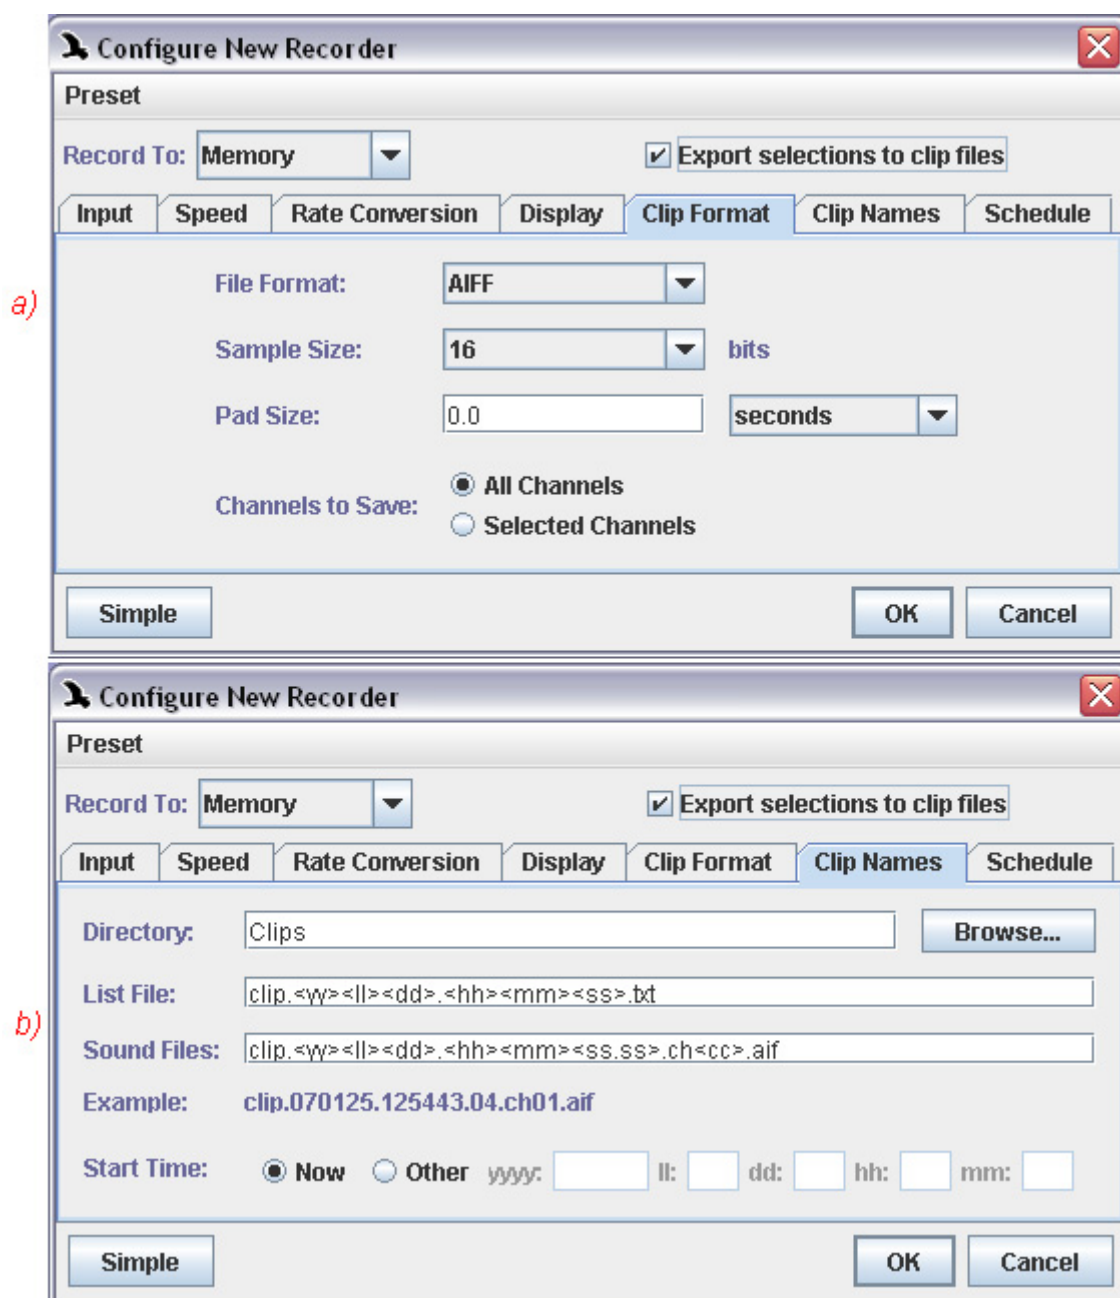 Configure New Recorder
Preset
Record To: Memory Export selections to clip files
Input Speed Rate Conversion Display Clip Format Clip Names Schedule
File Format: AIFF
a)
Sample Size: 16 bits
Pad Size: 0.0 seconds
All Channels
Channels to Save:
Selected Channels
Simple OK Cancel
Configure New Recorder
Preset
Record To: Memory Export selections to clip files
Input Speed Rate Conversion Display Clip Format Clip Names Schedule
Directory: Clips Browse...
List File: clip.<yy><ll><dd>.<hh><mm><ss>.txt
b)
Sound Files: clip.<yy><ll><dd>.<hh><mm><ss.ss>.ch<cc>.aif
Example: clip.070125.125443.04.ch01.aif
Start Time: Now Other yyyy: ll: dd: hh: mm:
Simple OK Cancel